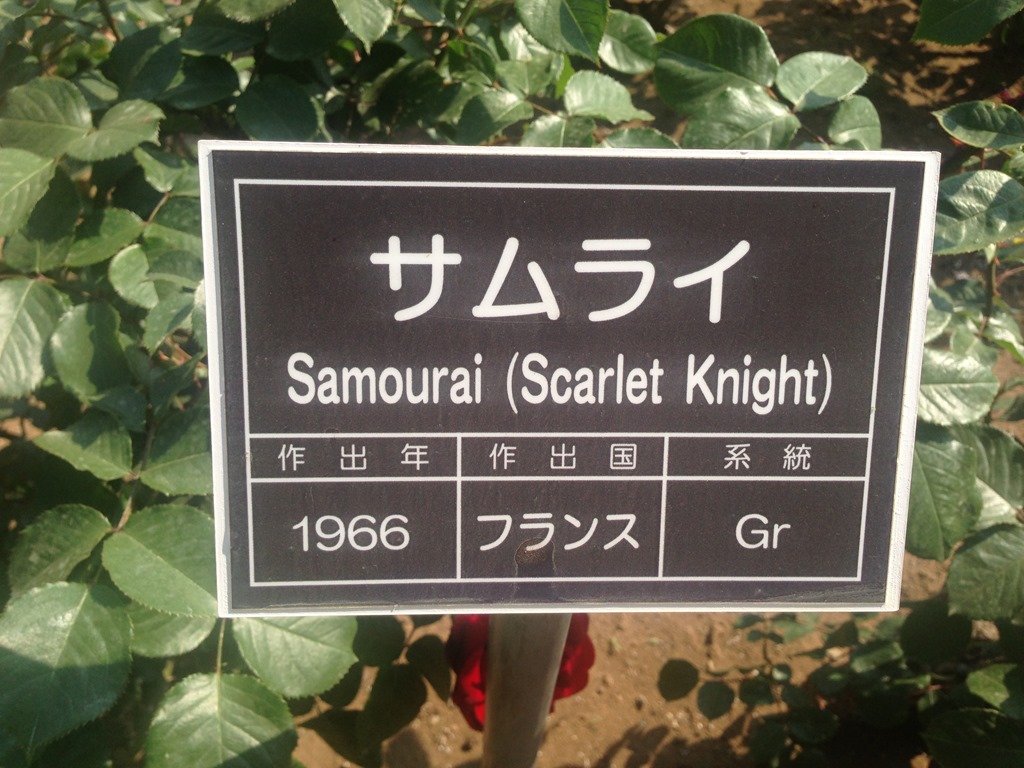 サムライ
Samourai (Scarlet Knight)
作出年 作出国 系統
1966 フランス Gr